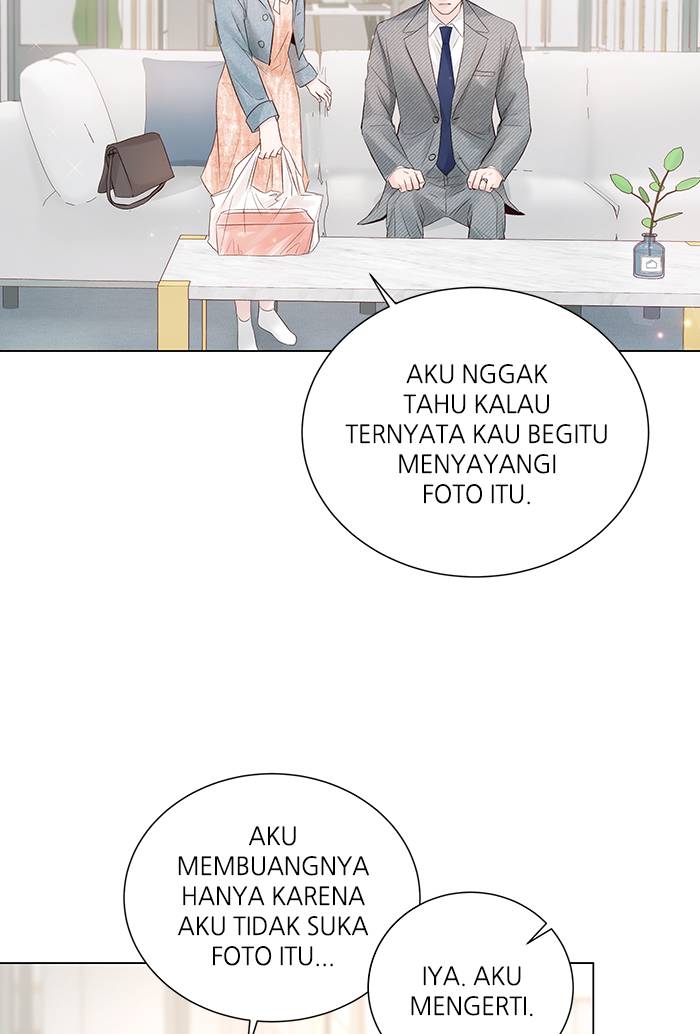 AKU NGGAK
TAHU KALAU
TERNYATA KAU BEGITU
MENYAYANGI
FOTO ITU.
AKU
MEMBUANGNYA
HANYA KARENA
AKU TIDAK SUKA
FOTO ITU...
IYA. AKU
MENGERTI.